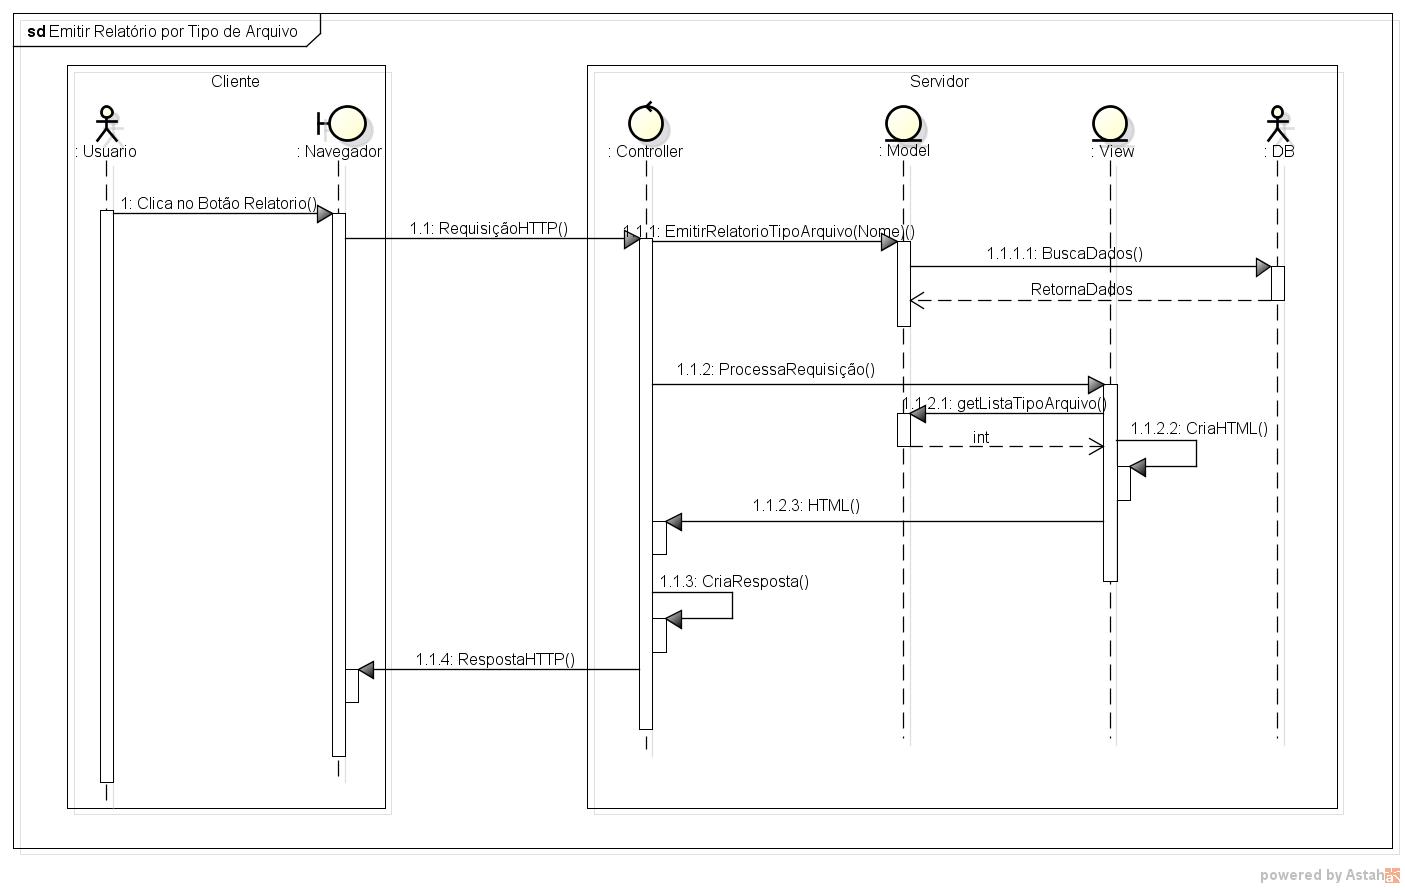 sd Emitir Relatório por Tipo de Arquivo
Cliente
Servidor
: Usuario
: Navegador
: Controller
: Model
: View
: DB
1: Clica no Botão Relatorio()
1.1: RequisiçãoHTTP()
1.1.1: EmitirRelatorioTipoArquivo(Nome)()
1.1.1.1: BuscaDados()
RetornaDados
1.1.2: ProcessaRequisição()
1.1.2.1: getListaTipoArquivo()
int
1.1.2.2: CriaHTML()
1.1.2.3: HTML()
1.1.3: CriaResposta()
1.1.4: RespostaHTTP()
powered by Astah